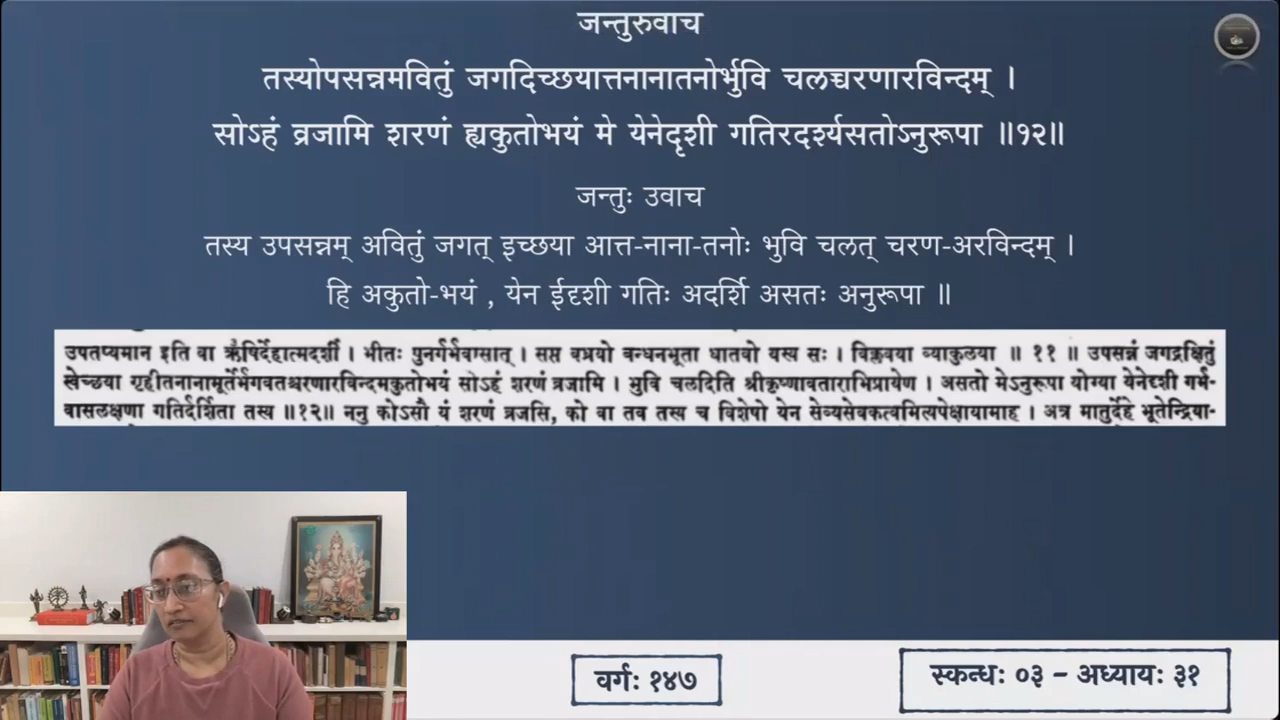 जन्तुरुवाच
तस्योपसन्नमवितुं जगदिच्छयात्तनानातनोर्भुवि चलच्चरणारविन्दम् ।
सोऽहं व्रजामि शरणं ह्यकुतोभयं मे येनेदृशी गतिरदर्श्यसतोऽनुरूपा ॥१२॥
जन्तुः उवाच
तस्य उपसन्नम् अवितुं जगत् इच्छया आत्त-नाना-तनोः भुवि चलत् चरण-अरविन्दम् ।
हि अकुतो-भयं , येन ईदृशी गतिः अदर्शि असतः अनुरूपा ॥
उपतप्यमान इति वा ऋषिर्देहात्मदर्शी । भीतः पुनर्गर्भवासात् । सप्त वध्रयो बन्धनभूता धातवो यस्य सः । विक्लवया व्याकुलया ॥ ११ ॥ उपसन्नं जगद्रक्षितुं
स्वेच्छया गृहीतनानामूर्तेर्भगवतश्चरणारविन्दमकुतोभयं सोऽहं शरणं व्रजामि । भुवि चलदिति श्रीकृष्णावताराभिप्रायेण । असतो मेऽनुरूपा योग्या येनेदृशी गर्भ-
वासलक्षणा गतिर्दर्शिता तस्य ॥१२॥ ननु कोऽसौ यं शरणं व्रजसि, को वा तव तस्य च विशेषो येन सेव्यसेवकत्वमित्यपेक्षायामाह । अत्र मातुर्देहे भूतेन्द्रिया-
वर्गः १४७
स्कन्धः ०३ - अध्यायः ३१